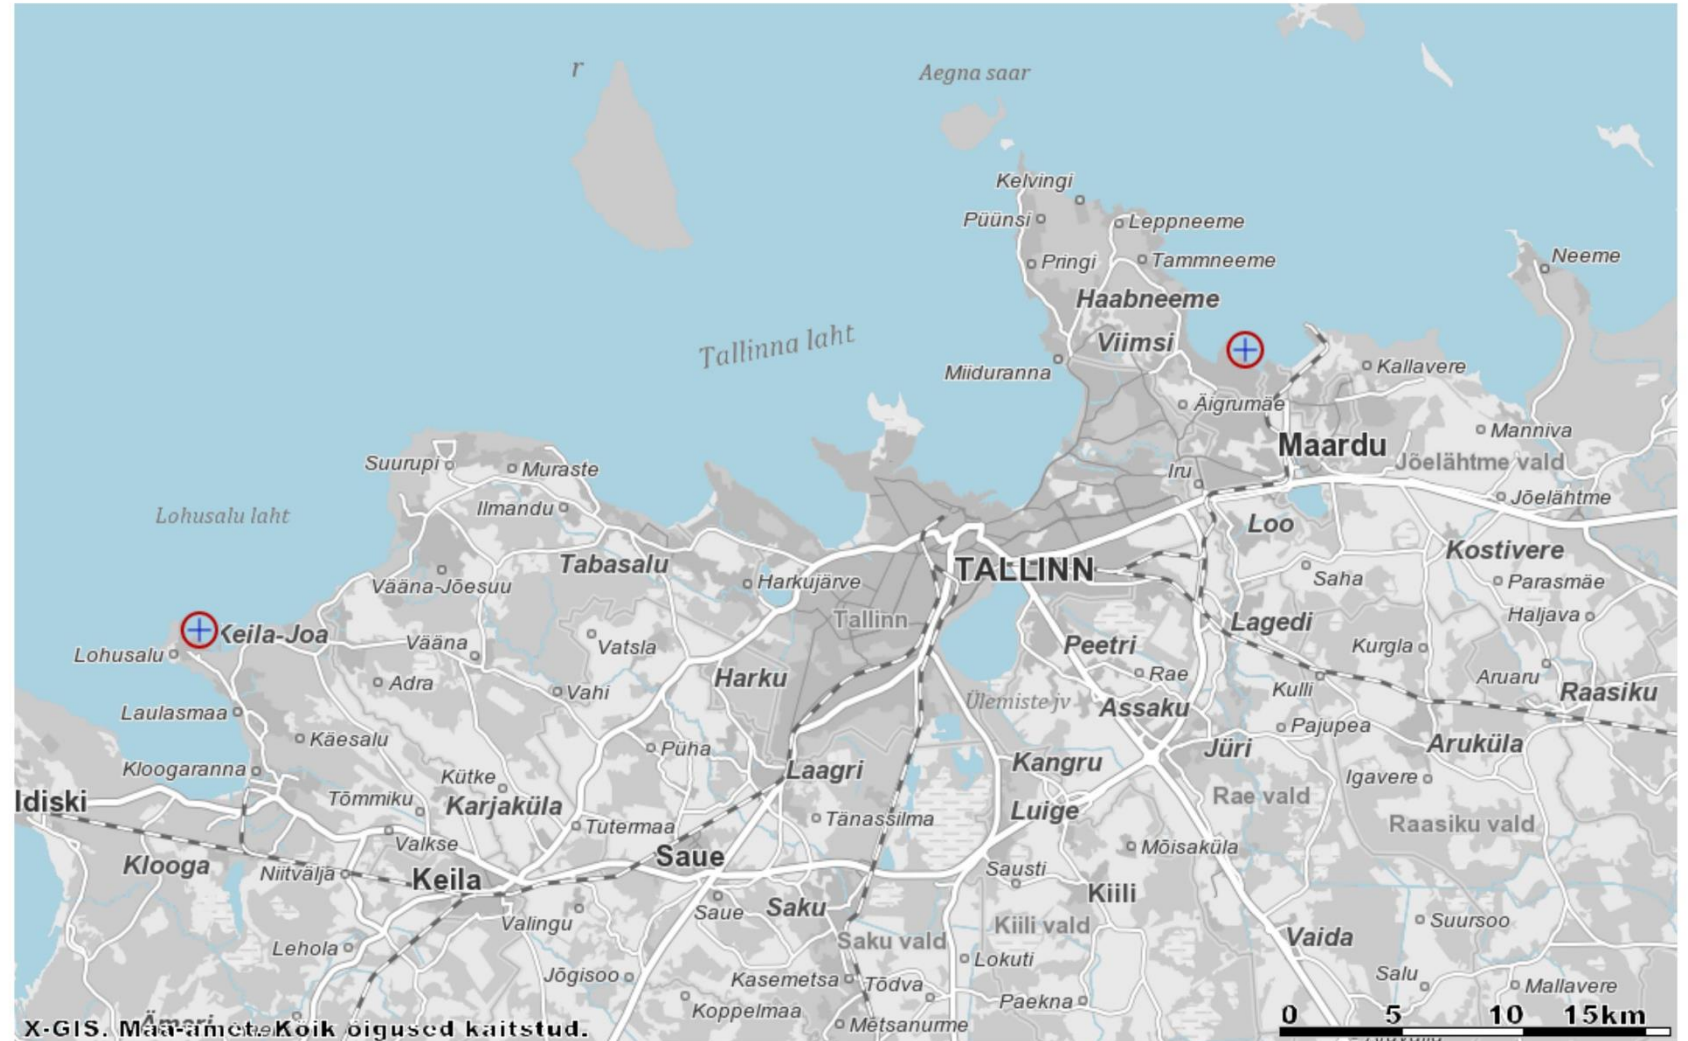 r
Aegna saar
Kelvingi
Püünsi
Leppneeme
Pringi
Tammneeme
Neeme
Haabneeme
Tallinna laht
Viimsi
Miiduranna
Kallavere
Äigrumäe
Manniva
Maardu
Suurupi
Muraste
Iru
Jõelähtme vald
Jõelähtme
Lohusalu laht
Ilmandu
Loo
Kostivere
Tabasalu
TALLINN
Vääna-Jõesuu
Harkujärve
Saha
Parasmäe
Haljava
Tallinn
Lagedi
Keila-Joa
Vääna
Vatsla
Peetri
Kurgla
Lohusalu
Adra
Harku
Rae
Kulli
Aruaru
Raasiku
Vahi
Ülemiste jv
Assaku
Laulasmaa
Pajupea
Käesalu
Püha
Jüri
Aruküla
Kloogaranna
Kütke
Laagri
Kangru
Igavere
ldiski
Tõmmiku
Karjaküla
Rae vald
Tutermaa
Tänassilma
Luige
Raasiku vald
Valkse
Mõisaküla
Klooga
Niitvälja
Keila
Saue
Sausti
Kiili
Valingu
Saue
Saku
Kiili vald
Suursoo
Lehola
Saku vald
Vaida
Lokuti
Jõgisoo
Kasemetsa
Tõdva
Salu
Mallavere
Koppelmaa
Paekna
Metsanurme
Ämari
0 5 10 15km
X-GIS. Maa-amet. Kõik õigused kaitstud.